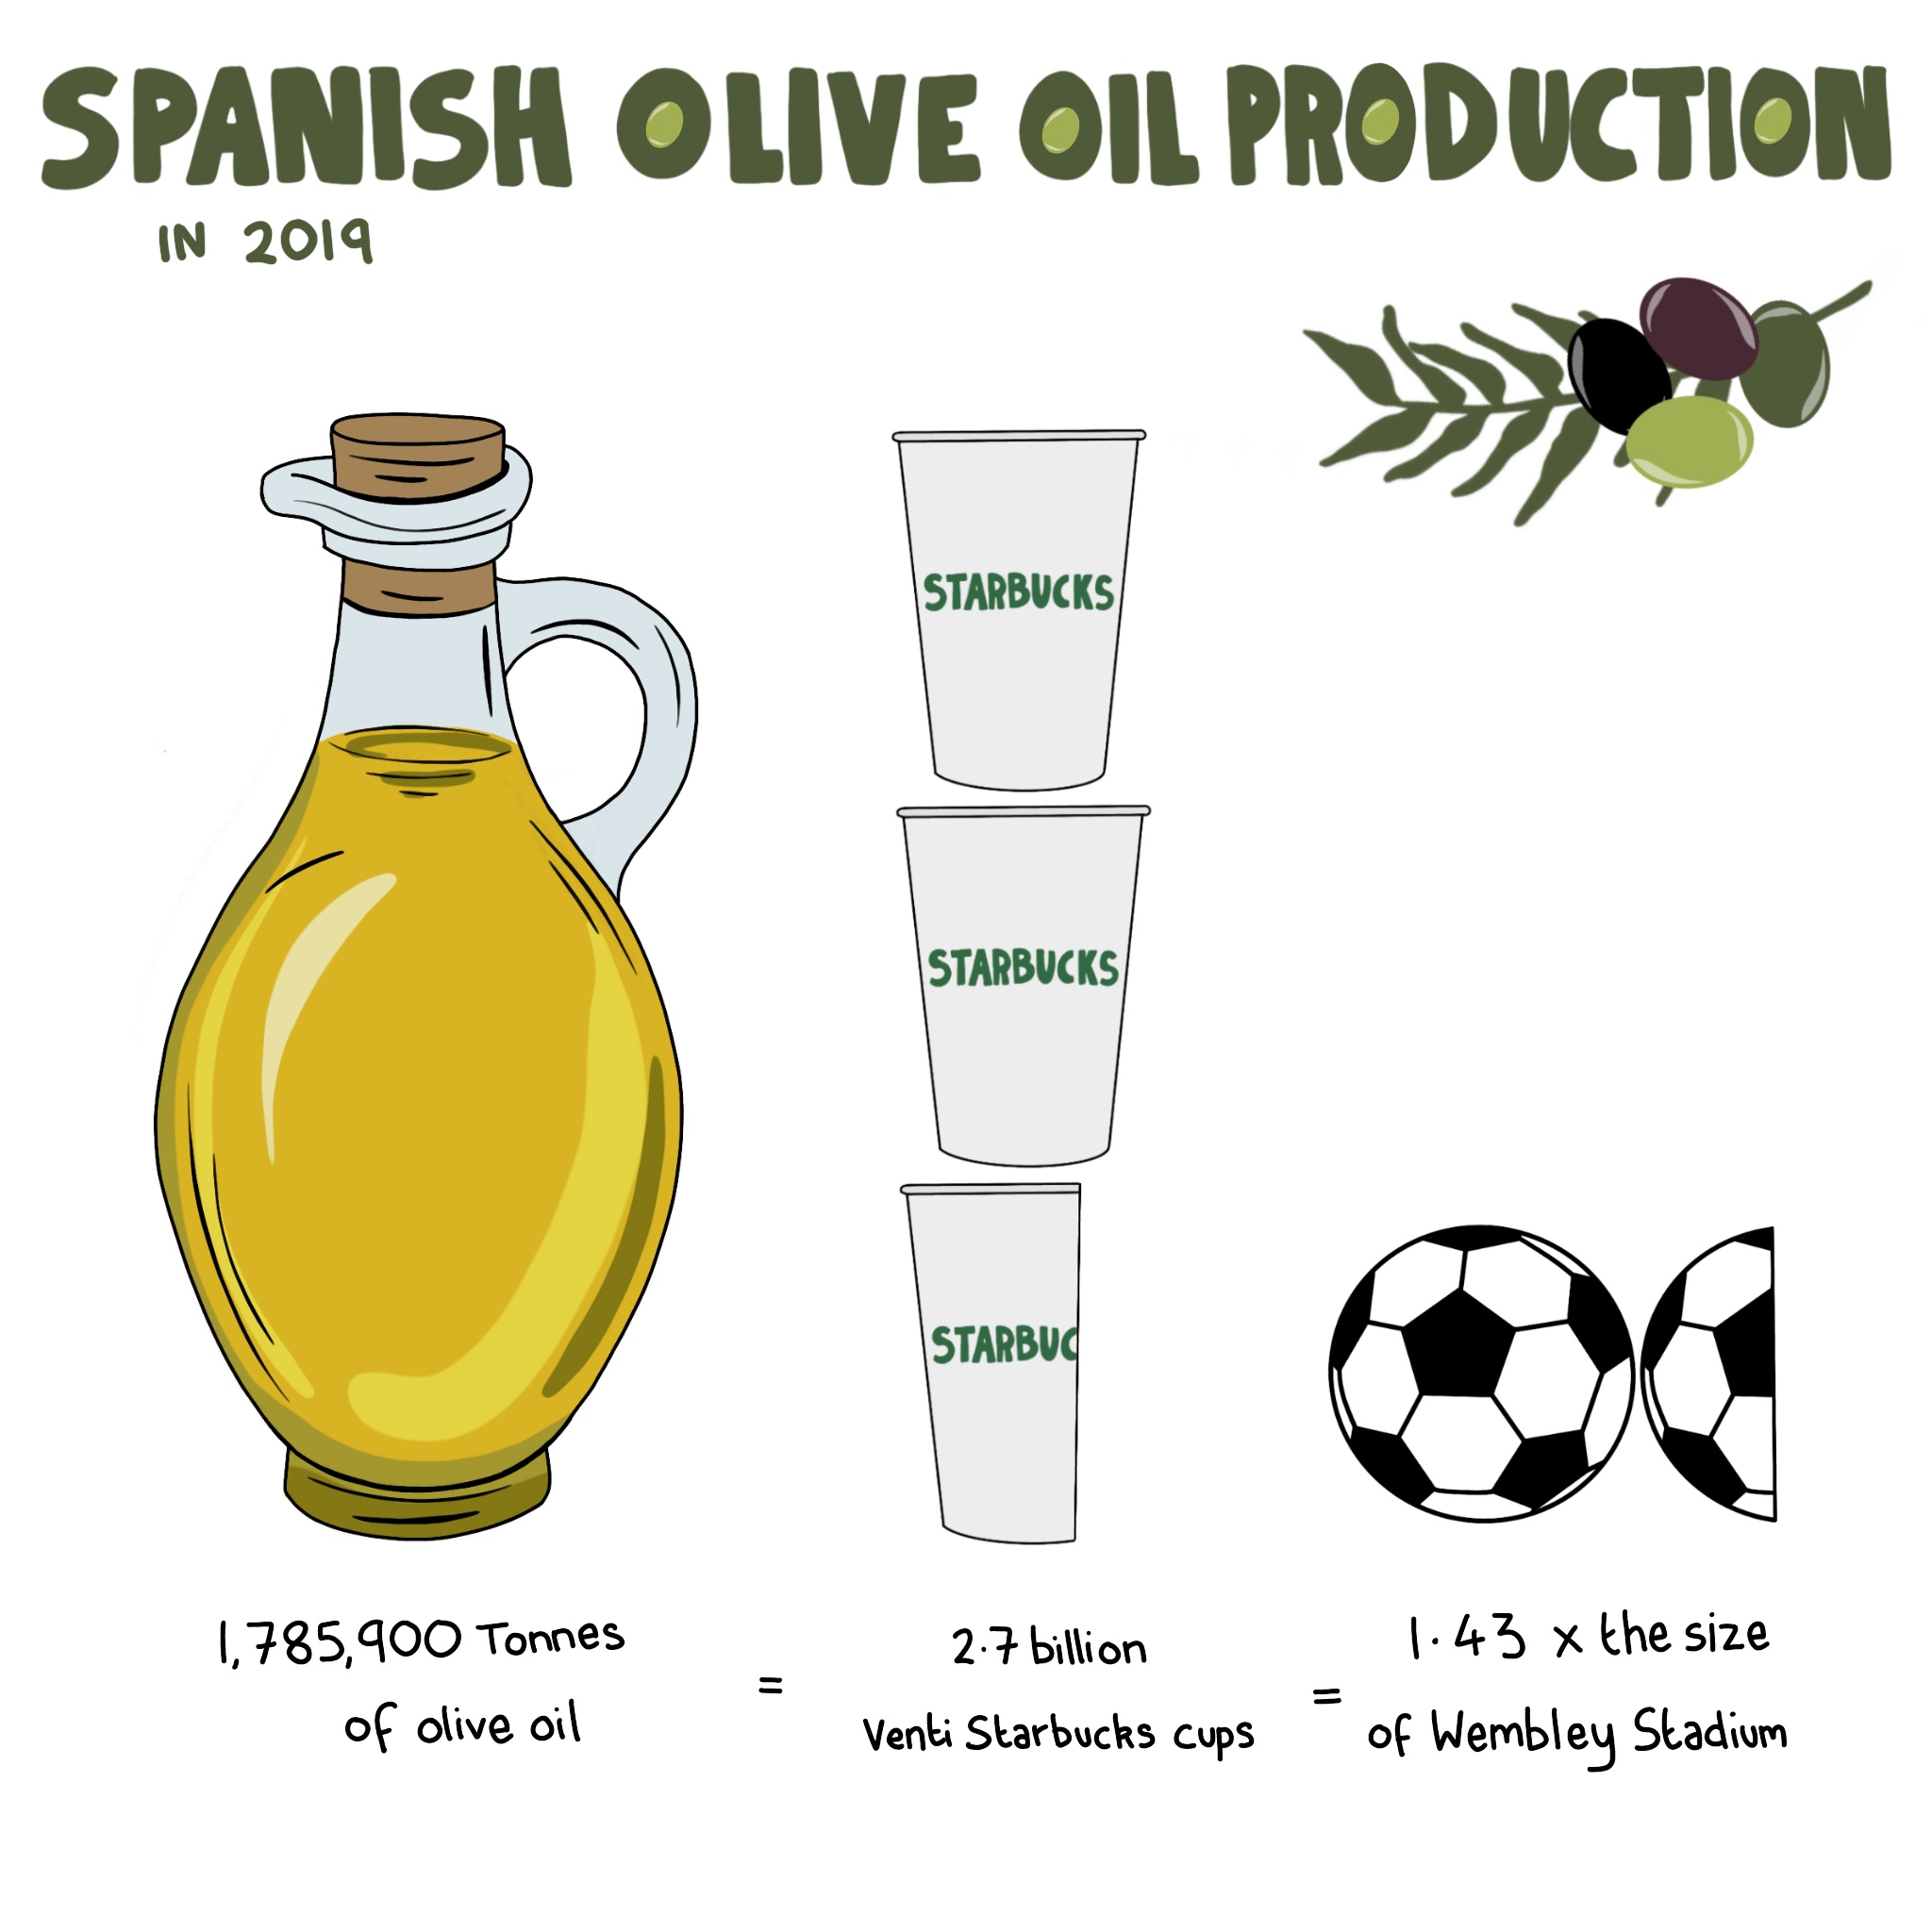 SPANISH OLIVE OIL PRODUCTION
IN 2019
STARBUCKS
STARBUCKS
STARBUC
1,785,900 Tonnes
of olive oil
=
2.7 billion
Venti Starbucks cups
=
1.43 x the size
of Wembley Stadium